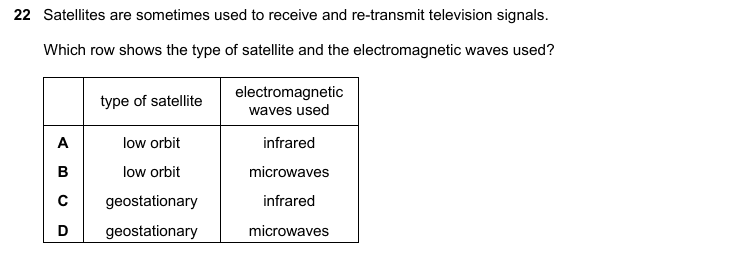 22 Satellites are sometimes used to receive and re-transmit television signals.
Which row shows the type of satellite and the electromagnetic waves used?
type of satellite electromagnetic waves used
A low orbit infrared
B low orbit microwaves
C geostationary infrared
D geostationary microwaves